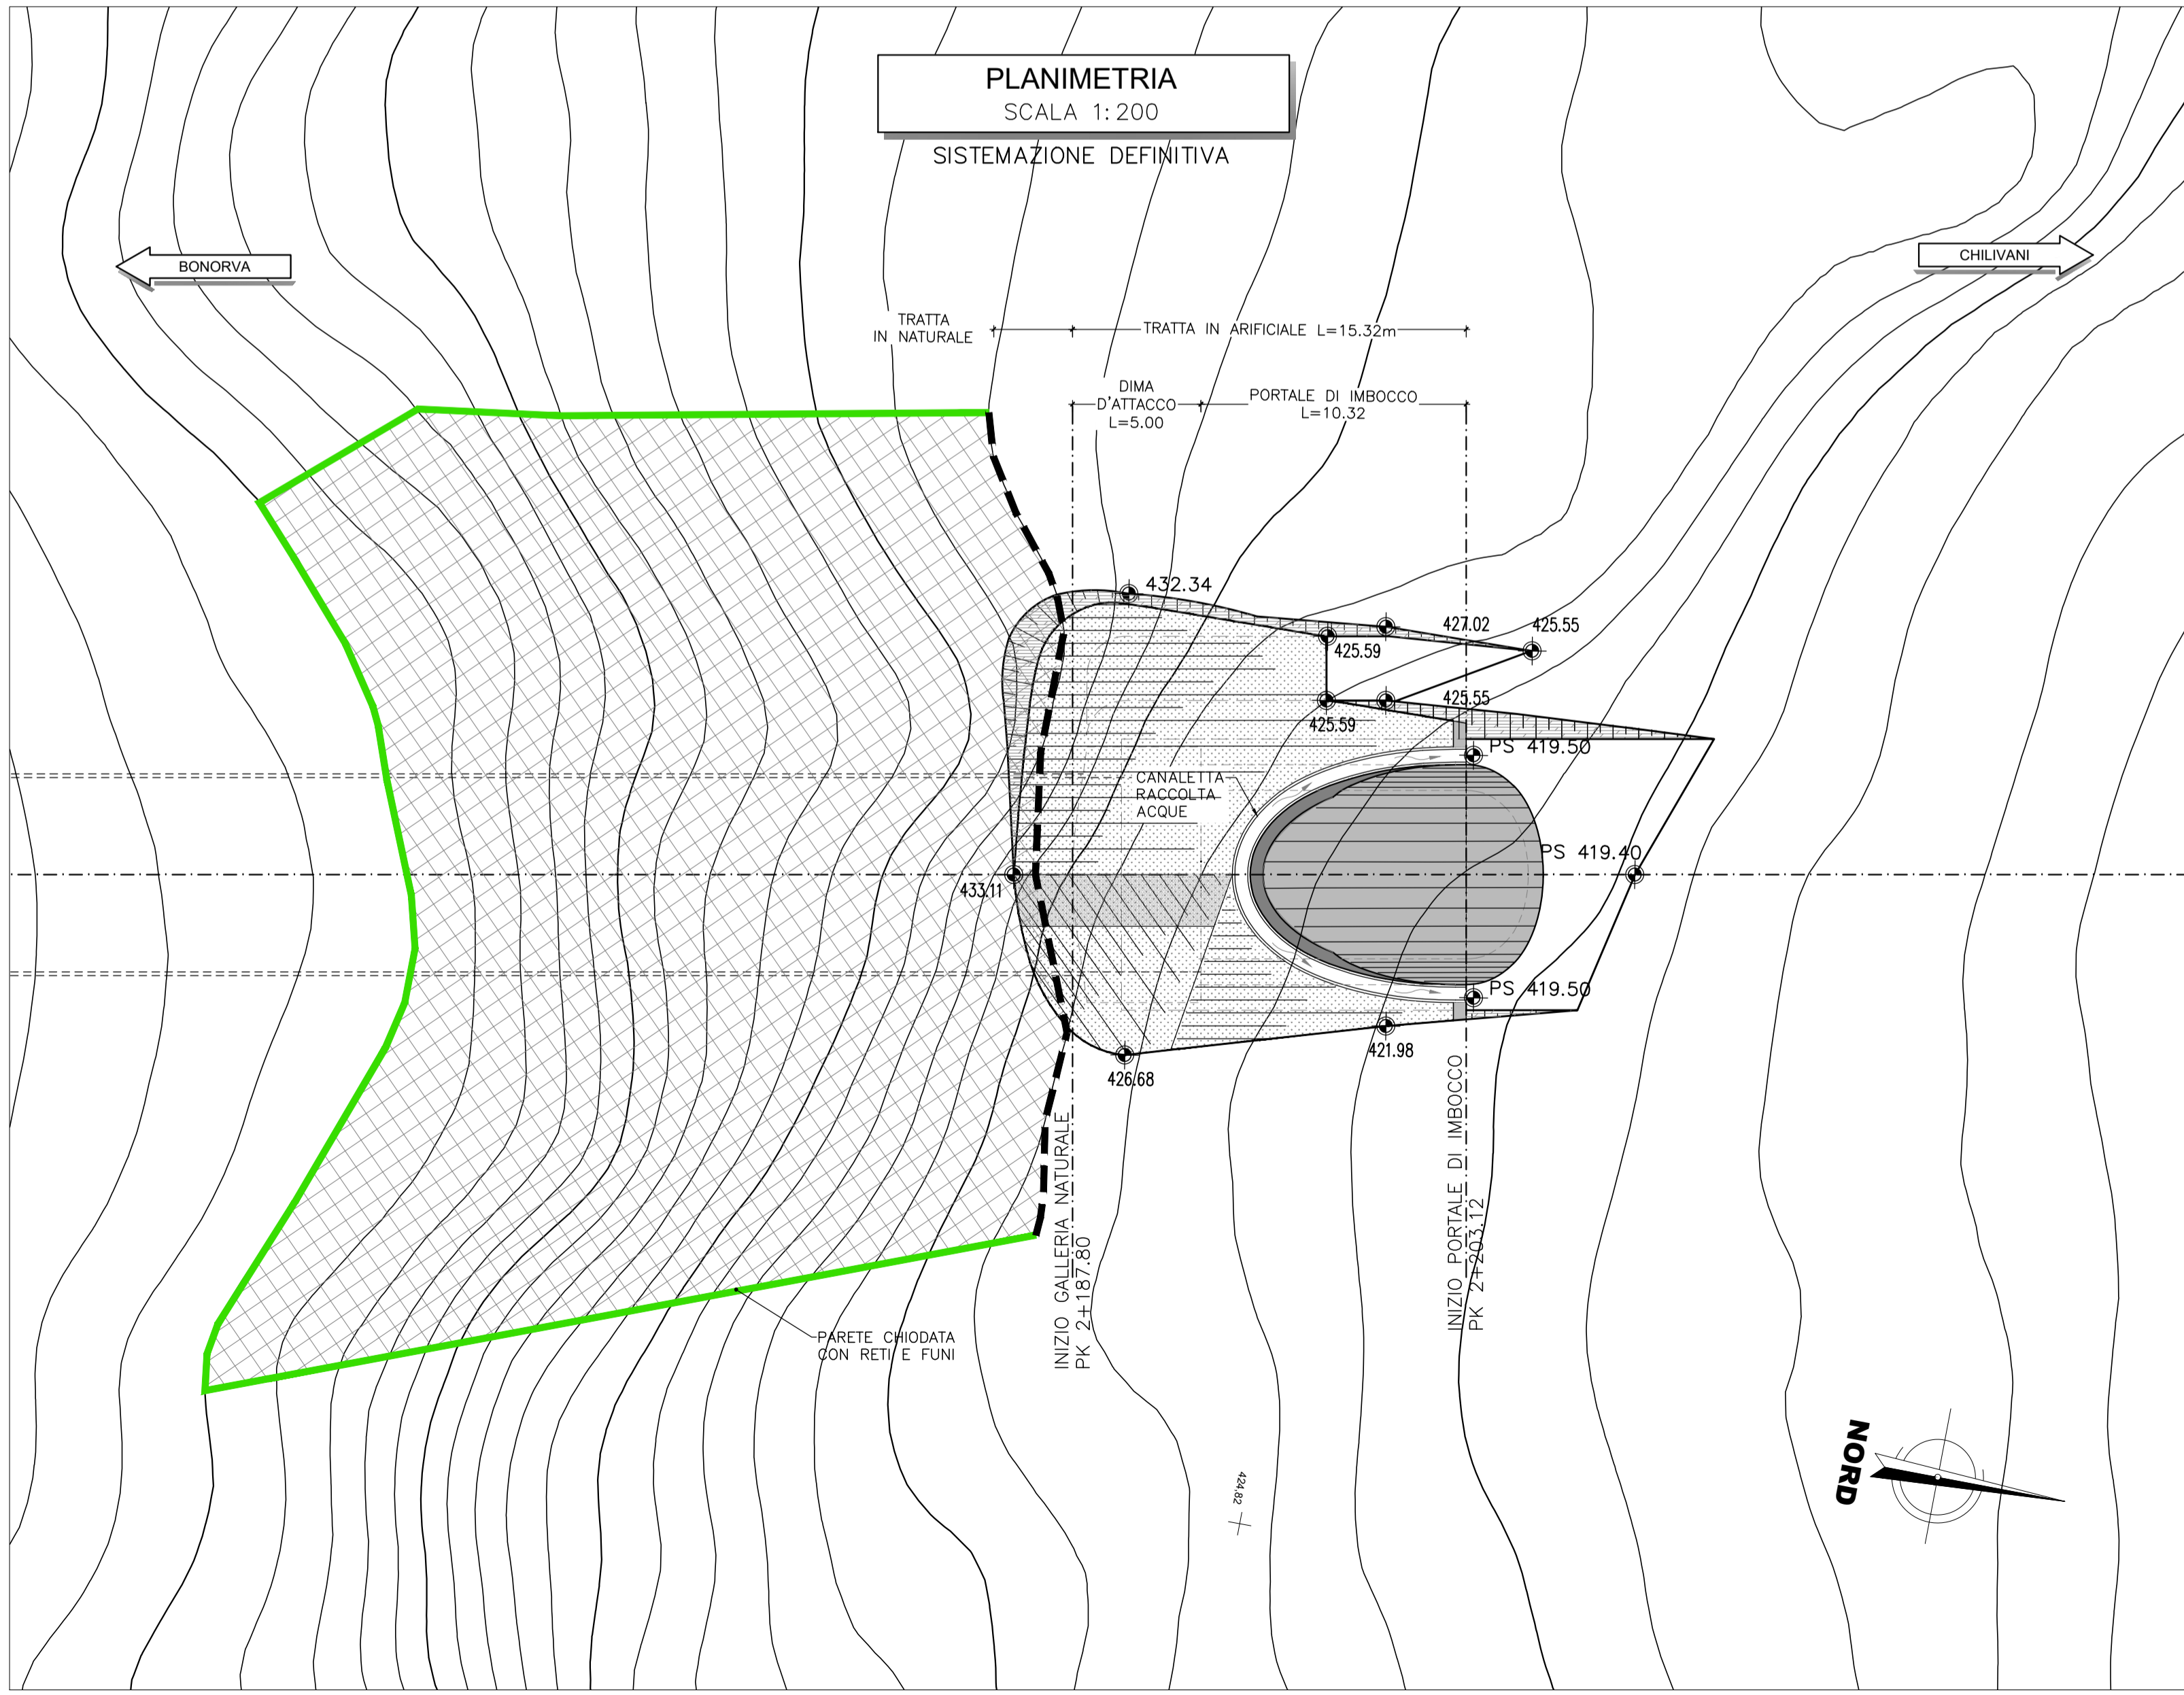 PLANIMETRIA
SCALA 1:200
SISTEMAZIONE DEFINITIVA
BONORVA
CHILIVANI
TRATTA
IN NATURALE
TRATTA IN ARIFICIALE L=15.32m
DIMA
D'ATTACCO
L=5.00
PORTALE DI IMBOCCO
L=10.32
432.34
427.02
425.55
425.59
425.55
425.59
PS 419.50
CANALETTA
RACCOLTA
ACQUE
PS 419.40
433.11
PS 419.50
421.98
426.68
INIZIO GALLERIA NATURALE
PK 2+187.80
INIZIO PORTALE DI IMBOCCO
PK 2+203.12
PARETE CHIODATA
CON RETI E FUNI
424.82
NORD